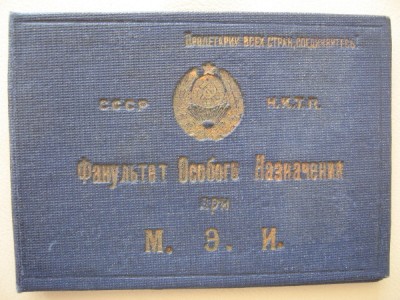 Пролетарии всех стран, соединяйтесь!
СССР Н.К.Т.П.
Факультет Особого Назначения
при
М. Э. И.